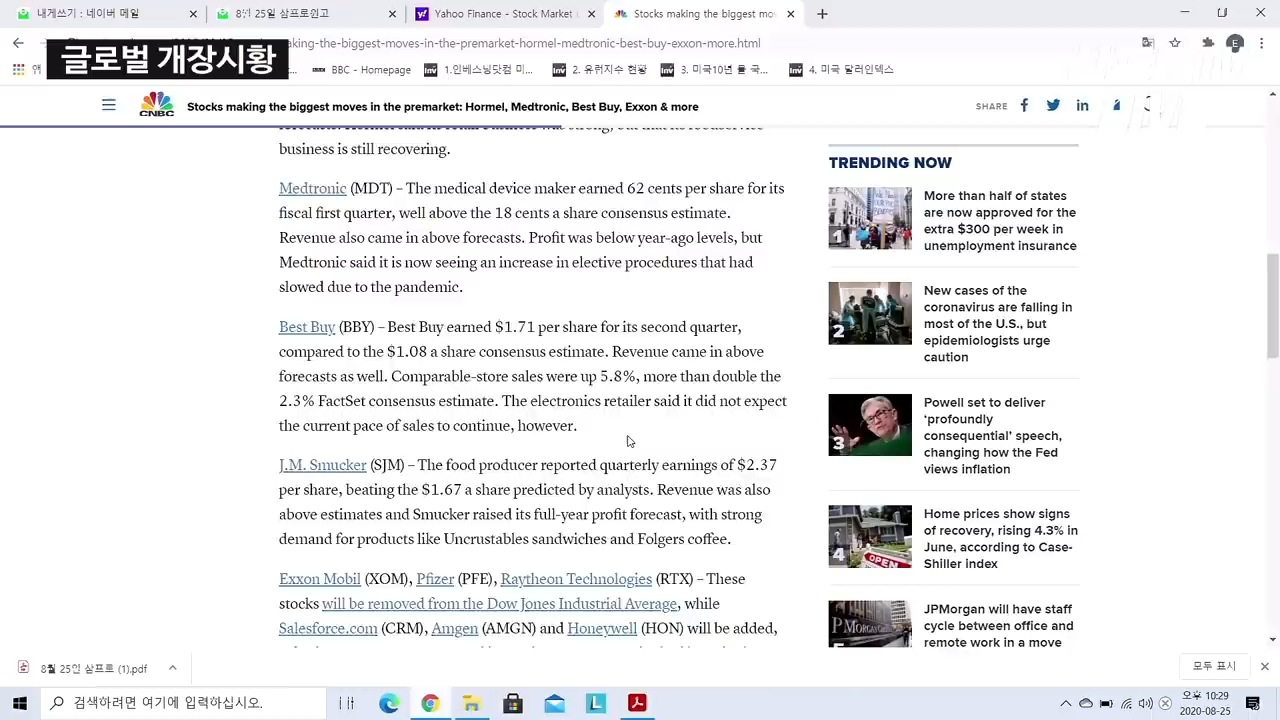 내게쓰기 : 네이버 메일
8월 25일 삼프로원고
Yahoo Finance - Stock Mar
Stocks making the biggest mov
글로벌 개장시황
aking-the-biggest-moves-in-the-premarket-hormel-medtronic-best-buy-exxon-more.html
E
앱
BBC - Homepage
1.인베스닝닷컴 미...
2. 유럽지수 현황
3. 미국10년 물 국...
4. 미국 달러인덱스
CNBC
Stocks making the biggest moves in the premarket: Hormel, Medtronic, Best Buy, Exxon & more
SHARE
business is still recovering.
Medtronic (MDT) – The medical device maker earned 62 cents per share for its
fiscal first quarter, well above the 18 cents a share consensus estimate.
Revenue also came in above forecasts. Profit was below year-ago levels, but
Medtronic said it is now seeing an increase in elective procedures that had
slowed due to the pandemic.
Best Buy (BBY) – Best Buy earned $1.71 per share for its second quarter,
compared to the $1.08 a share consensus estimate. Revenue came in above
forecasts as well. Comparable-store sales were up 5.8%, more than double the
2.3% FactSet consensus estimate. The electronics retailer said it did not expect
the current pace of sales to continue, however.
J.M. Smucker (SJM) – The food producer reported quarterly earnings of $2.37
per share, beating the $1.67 a share predicted by analysts. Revenue was also
above estimates and Smucker raised its full-year profit forecast, with strong
demand for products like Uncrustables sandwiches and Folgers coffee.
Exxon Mobil (XOM), Pfizer (PFE), Raytheon Technologies (RTX) – These
stocks will be removed from the Dow Jones Industrial Average, while
Salesforce.com (CRM), Amgen (AMGN) and Honeywell (HON) will be added,
TRENDING NOW
1
More than half of states
are now approved for the
extra $300 per week in
unemployment insurance
2
New cases of the
coronavirus are falling in
most of the U.S., but
epidemiologists urge
caution
3
Powell set to deliver
‘profoundly
consequential’ speech,
changing how the Fed
views inflation
4
OPEN
Home prices show signs
of recovery, rising 4.3% in
June, according to Case-
Shiller index
JPMorgan will have staff
cycle between office and
remote work in a move
8월 25일 삼프로 (1).pdf
모두 표시
검색하려면 여기에 입력하십시오.
오후 10:29
2020-08-25